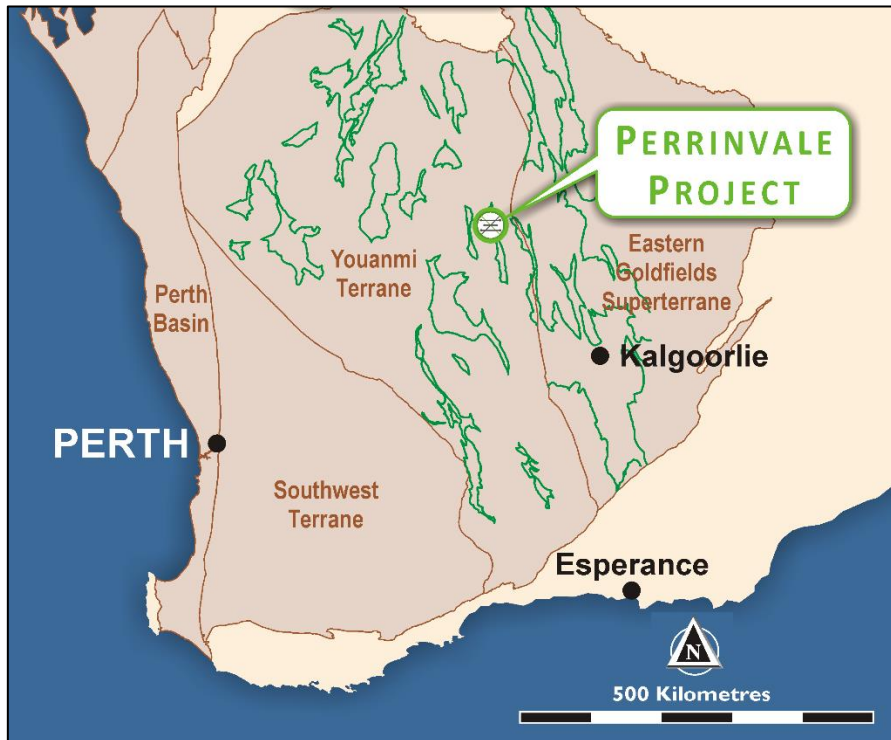 PERRINVALE
PROJECT
Youanmi
Terrane
Eastern
Goldfields
Superterrane
Perth
Basin
Kalgoorlie
PERTH
Southwest
Terrane
Esperance
N
500 Kilometres